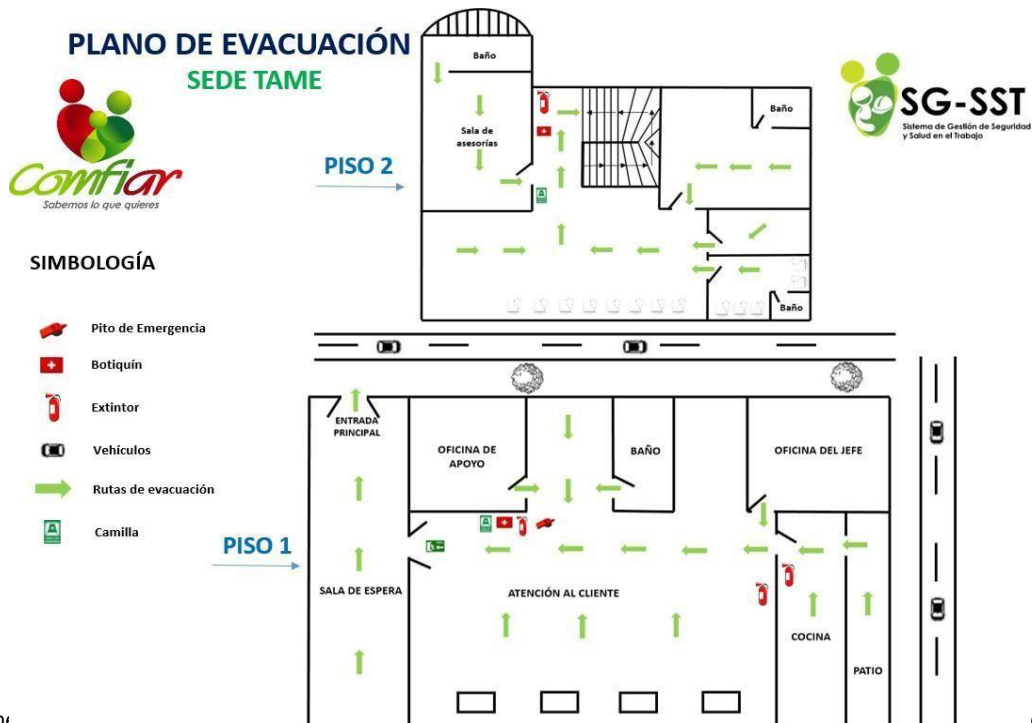 PLANO DE EVACUACIÓN
SEDE TAME
Comfiar
Sabemos lo que quieres
SG-SST
Sistema de Gestión de Seguridad
y Salud en el Trabajo
PISO 2
Baño
Sala de
asesorías
Baño
Baño
SIMBOLOGÍA
Pito de Emergencia
Botiquín
Extintor
Vehículos
Rutas de evacuación
Camilla
PISO 1
ENTRADA
PRINCIPAL
OFICINA DE
APOYO
BAÑO
OFICINA DEL JEFE
SALA DE ESPERA
ATENCIÓN AL CLIENTE
COCINA
PATIO